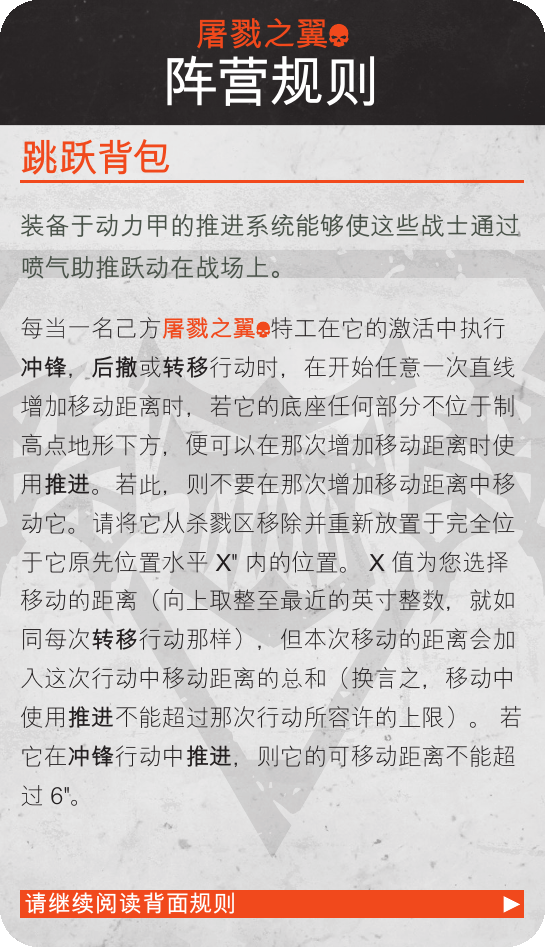 屠戮之翼
阵营规则
跳跃背包
装备于动力甲的推进系统能够使这些战士通过
喷气助推跃动在战场上。
每当一名己方屠戮之翼特工在它的激活中执行
冲锋，后撤或转移行动时，在开始任意一次直线
增加移动距离时，若它的底座任何部分不位于制
高点地形下方，便可以在那次增加移动距离时使
用推进。若此，则不要在那次增加移动距离中移
动它。请将它从杀戮区移除并重新放置于完全位
于它原先位置水平 X" 内的位置。 X 值为您选择
移动的距离（向上取整至最近的英寸整数，就如
同每次转移行动那样），但本次移动的距离会加
入这次行动中移动距离的总和（换言之，移动中
使用推进不能超过那次行动所容许的上限）。 若
它在冲锋行动中推进，则它的可移动距离不能超
过 6"。
请继续阅读背面规则